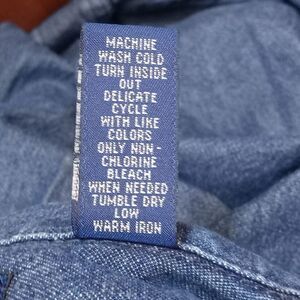 MACHINE
WASH COLD
TURN INSIDE
OUT
DELICATE
CYCLE
WITH LIKE
COLORS
ONLY NON-
CHLORINE
BLEACH
WHEN NEEDED
TUMBLE DRY
LOW
WARM IRON